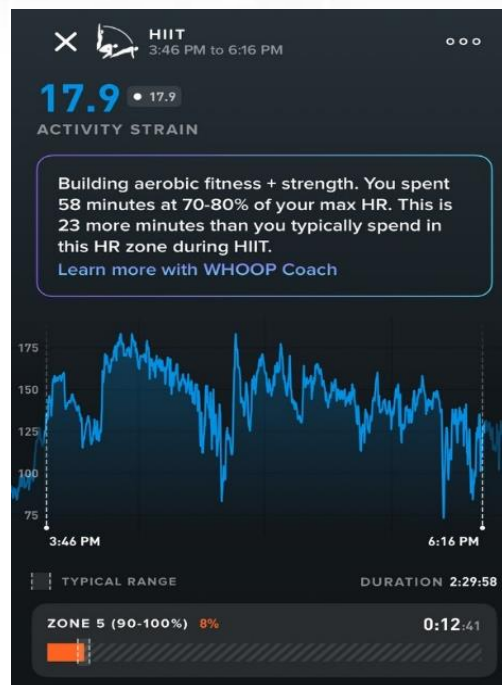 HIIT
3:46 PM to 6:16 PM
17.9 17.9
ACTIVITY STRAIN
Building aerobic fitness + strength. You spent
58 minutes at 70-80% of your max HR. This is
23 more minutes than you typically spend in
this HR zone during HIIT.
Learn more with WHOOP Coach
175
150
125
100
75
3:46 PM 6:16 PM
TYPICAL RANGE DURATION 2:29:58
ZONE 5 (90-100%) 8% 0:12:41